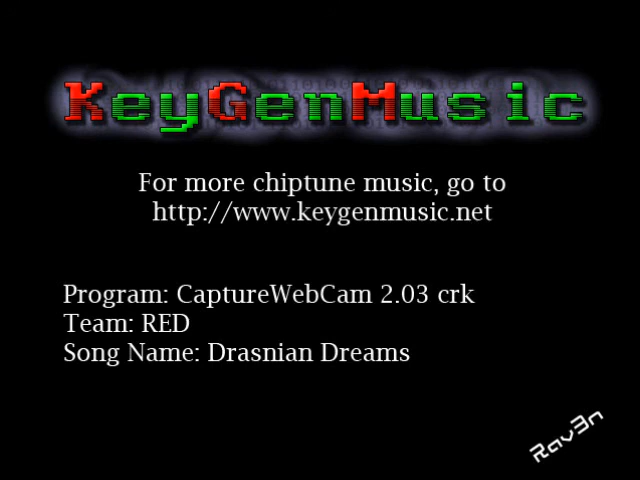 KeyGenMusic
For more chiptune music, go to
http://www.keygenmusic.net
Program: CaptureWebCam 2.03 crk
Team: RED
Song Name: Drasnian Dreams
Rav3n